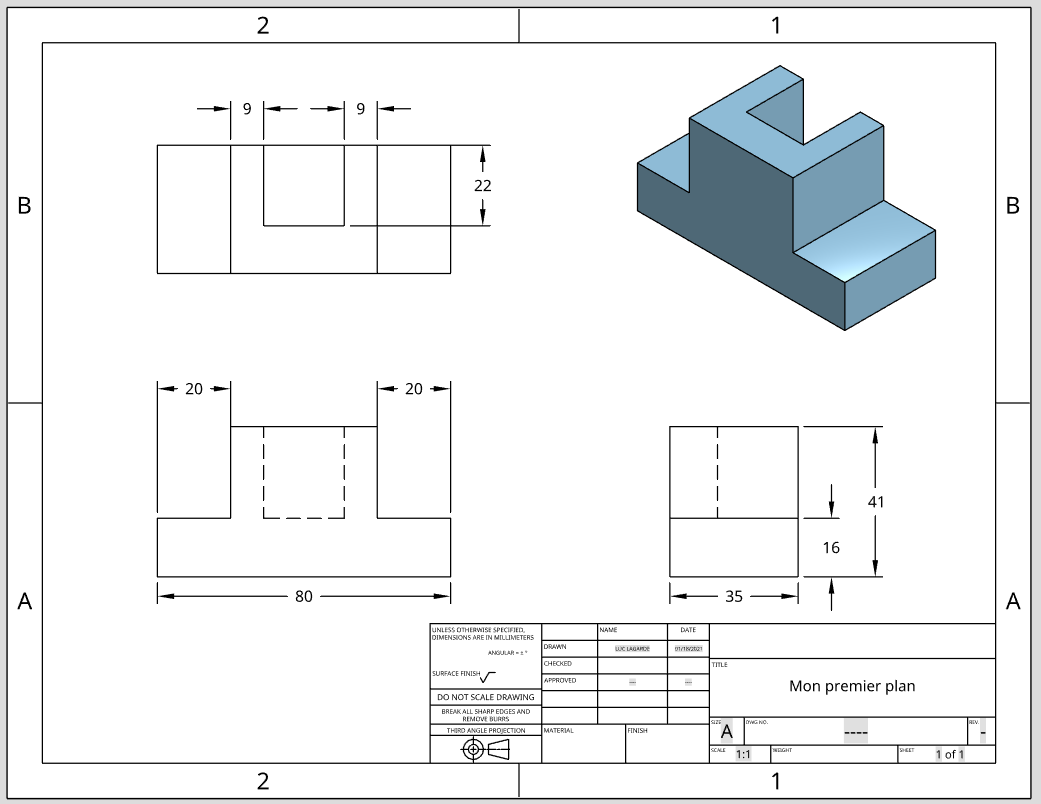 2 1
9 9
22
B B
20 20
41
16
80 35
A A
UNLESS OTHERWISE SPECIFIED,
DIMENSIONS ARE IN MILLIMETERS
ANGULAR = ± °
SURFACE FINISH
DO NOT SCALE DRAWING
BREAK ALL SHARP EDGES AND
REMOVE BURRS
THIRD ANGLE PROJECTION
NAME DATE
DRAWN LUC LAGARDE 01/18/2021
CHECKED
APPROVED --- ---
MATERIAL FINISH
TITLE
Mon premier plan
SIZE A DWG NO. ---- REV. -
SCALE 1:1 WEIGHT SHEET 1 of 1
2 1